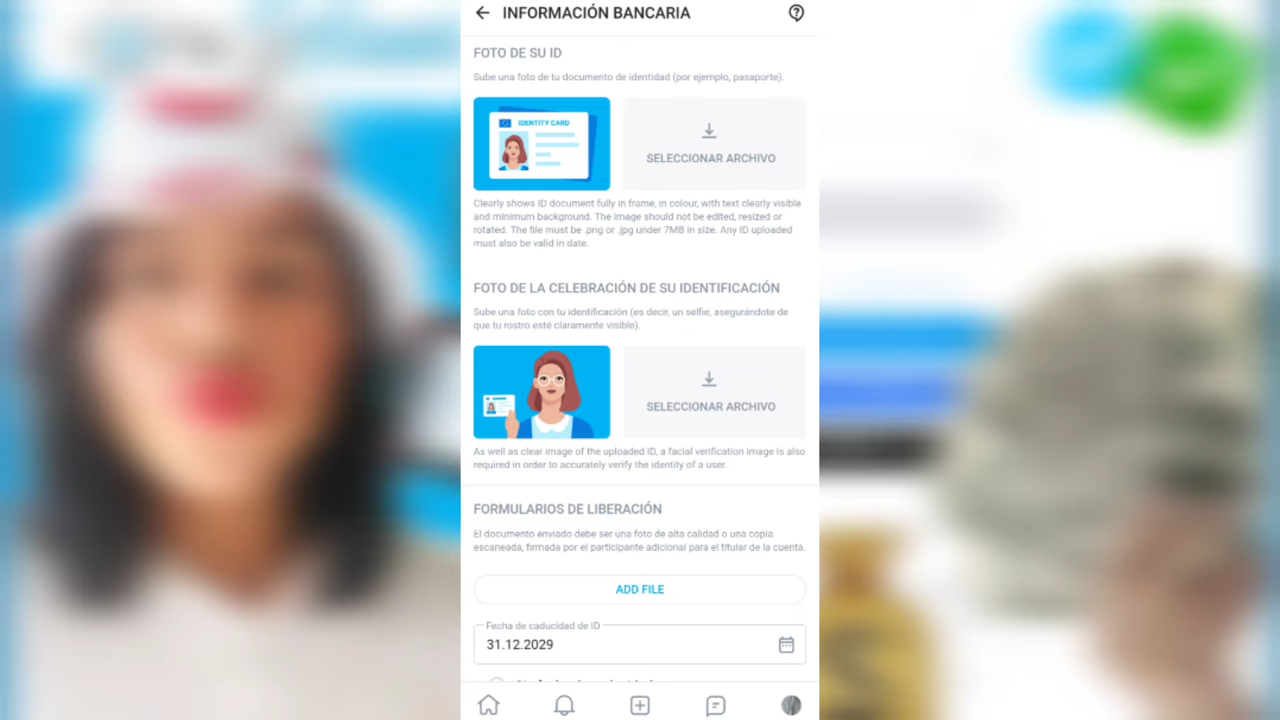 INFORMACIÓN BANCARIA
FOTO DE SU ID
Sube una foto de tu documento de identidad (por ejemplo, pasaporte).
IDENTITY CARD
SELECCIONAR ARCHIVO
Clearly shows ID document fully in frame, in colour, with text clearly visible
and minimum background. The image should not be edited, resized or
rotated. The file must be .png or .jpg under 7MB in size. Any ID uploaded
must also be valid in date.
FOTO DE LA CELEBRACIÓN DE SU IDENTIFICACIÓN
Sube una foto con tu identificación (es decir, un selfie, asegurándote de
que tu rostro esté claramente visible).
SELECCIONAR ARCHIVO
As well as clear image of the uploaded ID, a facial verification image is also
required in order to accurately verify the identity of a user.
FORMULARIOS DE LIBERACIÓN
El documento enviado debe ser una foto de alta calidad o una copia
escaneada, firmada por el participante adicional para el titular de la cuenta.
ADD FILE
Fecha de caducidad de ID
31.12.2029